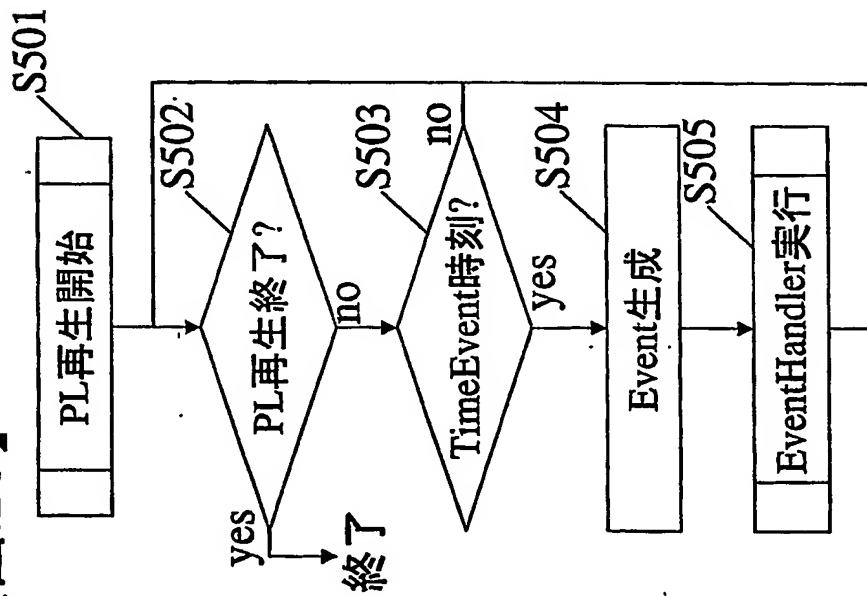 S501
PL再生開始
S502
PL再生終了?
yes
終了
no
S503
TimeEvent時刻?
no
yes
S504
Event生成
S505
EventHandler実行